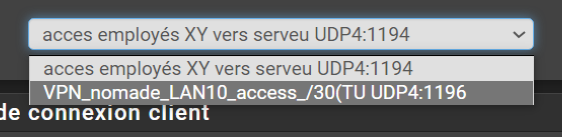 acces employés XY vers serveu UDP4:1194
acces employés XY vers serveu UDP4:1194
VPN_nomade_LAN10_access_/30(TU UDP4:1196
de connexion client